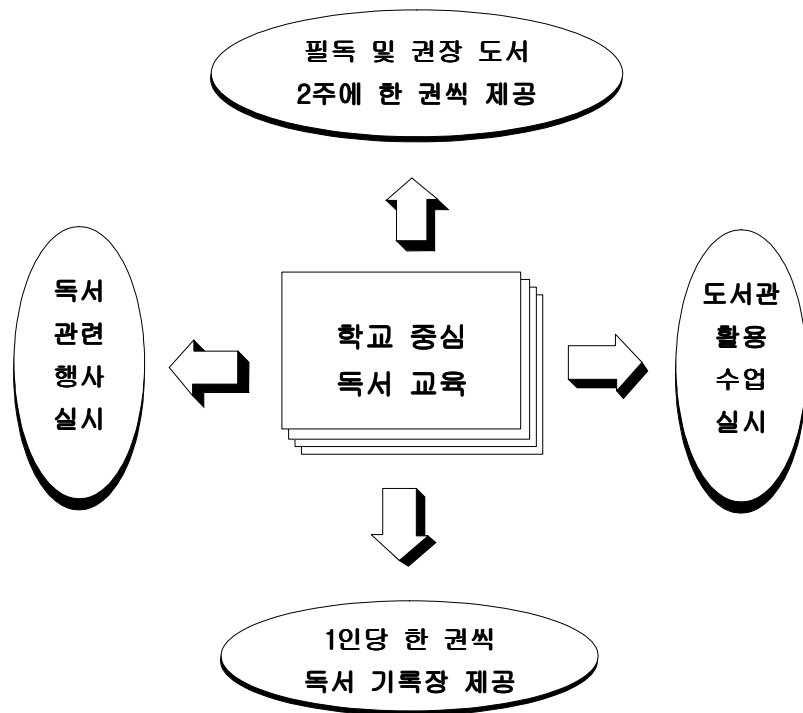 필독 및 권장 도서
2주에 한 권씩 제공
독서
관련
행사
실시
학교 중심
독서 교육
도서관
활용
수업
실시
1인당 한 권씩
독서 기록장 제공